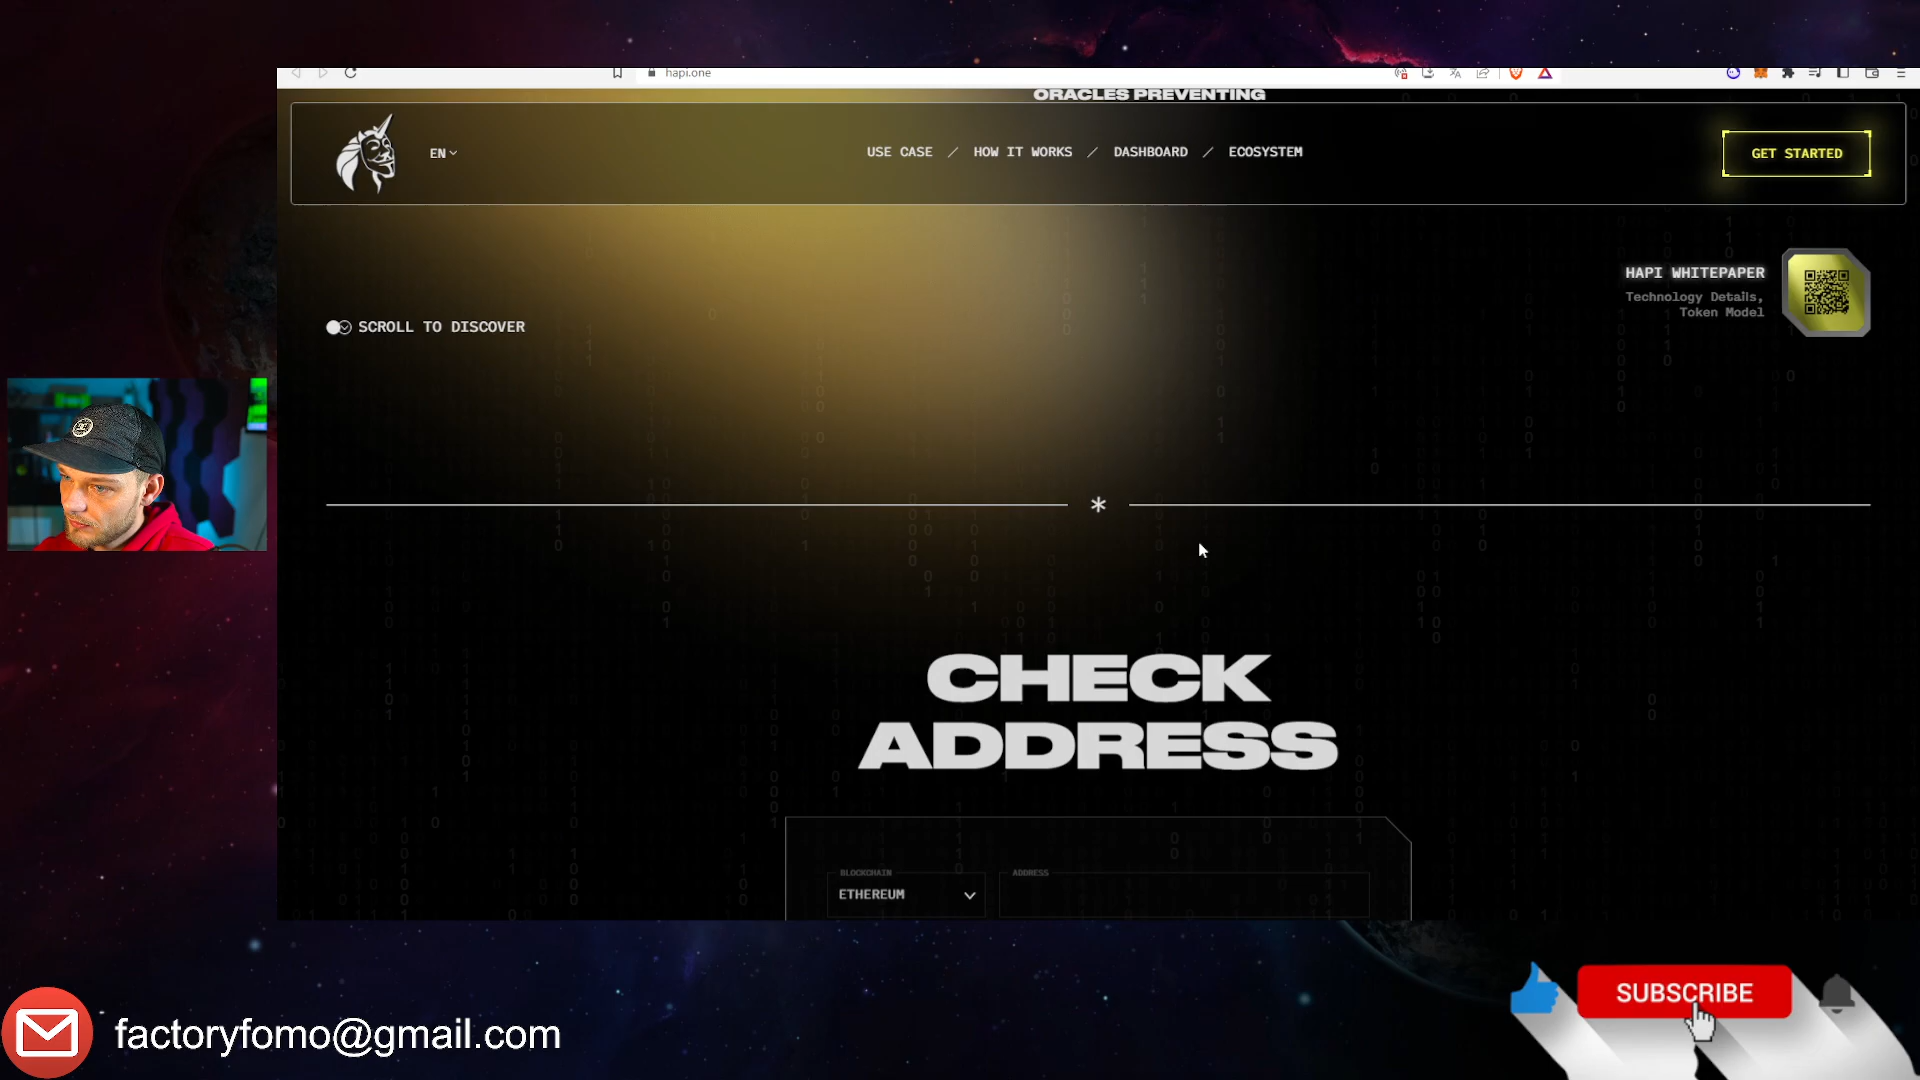 hapi.one
ORACLES PREVENTING
EN
USE CASE / HOW IT WORKS / DASHBOARD / ECOSYSTEM
GET STARTED
HAPI WHITEPAPER
Technology Details,
Token Model
SCROLL TO DISCOVER
*
CHECK
ADDRESS
BLOCKCHAIN
ETHEREUM
ADDRESS
factoryfomo@gmail.com
SUBSCRIBE